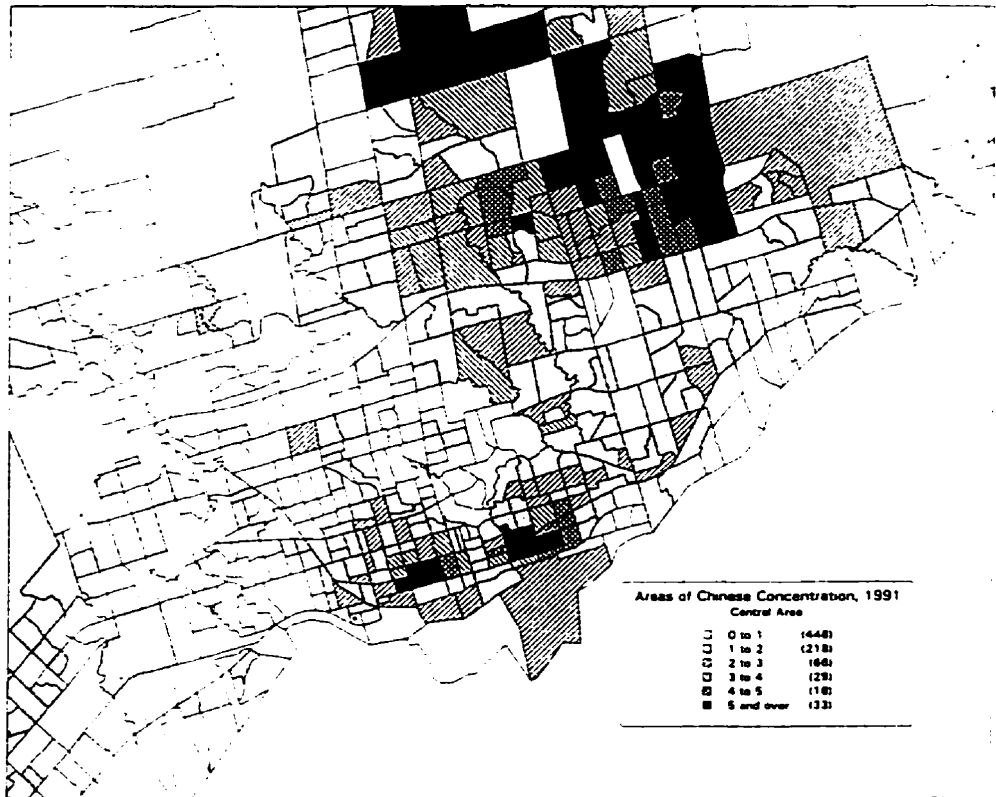 Areas of Chinese Concentration, 1991
Central Area
0 to 1 (448)
1 to 2 (218)
2 to 3 (66)
3 to 4 (29)
4 to 5 (18)
5 and over (33)